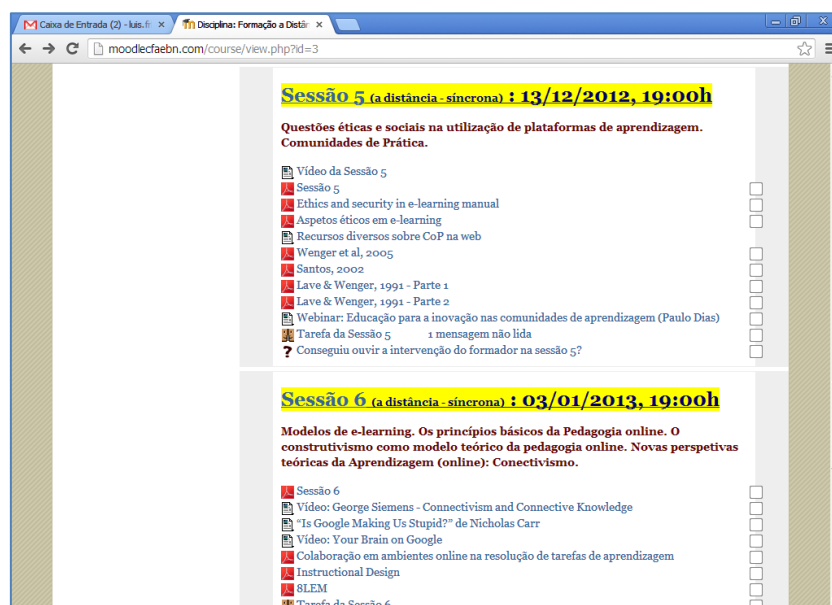 Caixa de Entrada (2) - luis.fr
Disciplina: Formação a Distân
moodlecfaebn.com/course/view.php?id=3
Sessão 5 (a distância - síncrona) : 13/12/2012, 19:00h
Questões éticas e sociais na utilização de plataformas de aprendizagem.
Comunidades de Prática.
Vídeo da Sessão 5
Sessão 5
Ethics and security in e-learning manual
Aspetos éticos em e-learning
Recursos diversos sobre CoP na web
Wenger et al, 2005
Santos, 2002
Lave & Wenger, 1991 - Parte 1
Lave & Wenger, 1991 - Parte 2
Webinar: Educação para a inovação nas comunidades de aprendizagem (Paulo Dias)
Tarefa da Sessão 5 1 mensagem não lida
Conseguiu ouvir a intervenção do formador na sessão 5?
Sessão 6 (a distância - síncrona) : 03/01/2013, 19:00h
Modelos de e-learning. Os princípios básicos da Pedagogia online. O
construtivismo como modelo teórico da pedagogia online. Novas perspetivas
teóricas da Aprendizagem (online): Conectivismo.
Sessão 6
Vídeo: George Siemens - Connectivism and Connective Knowledge
“Is Google Making Us Stupid?” de Nicholas Carr
Vídeo: Your Brain on Google
Colaboração em ambientes online na resolução de tarefas de aprendizagem
Instructional Design
8LEM
Tarefa da Sessão 6